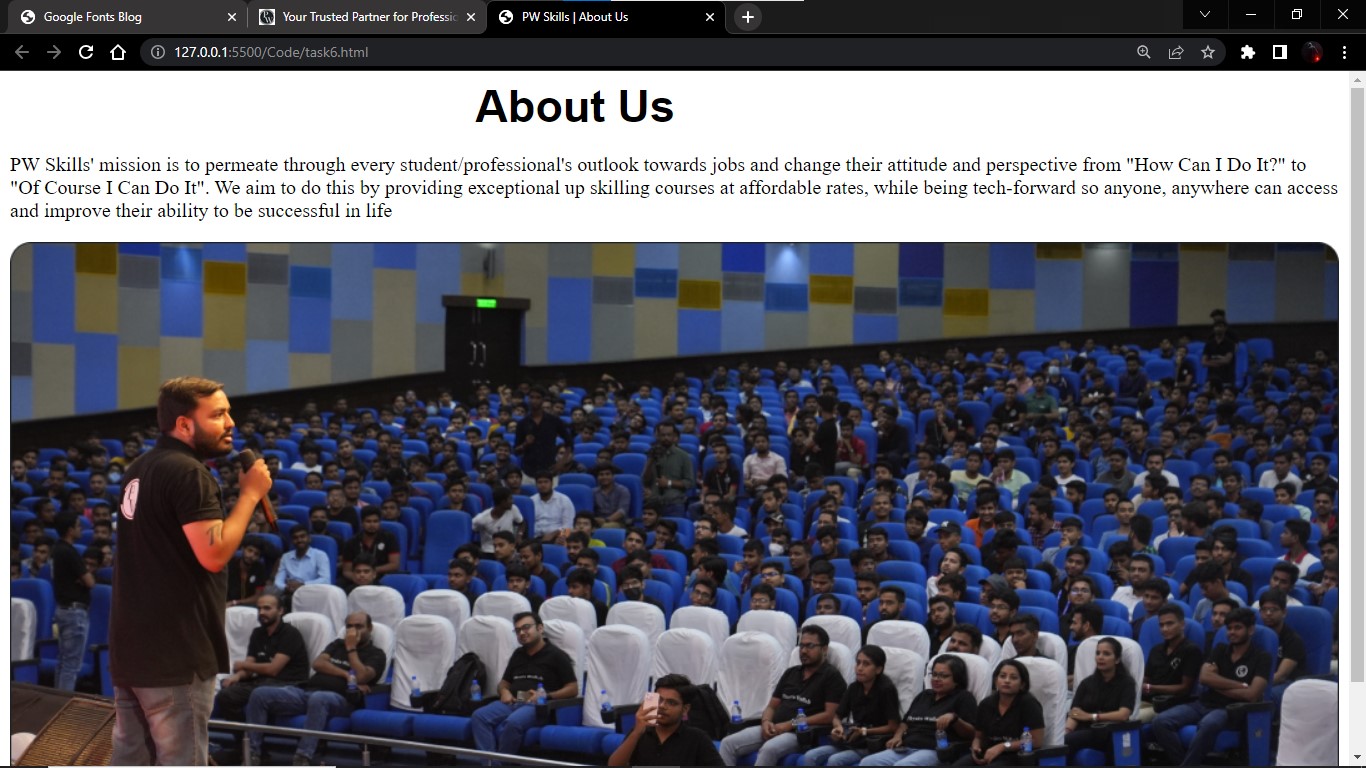 Google Fonts Blog
Your Trusted Partner for Professic
PW Skills | About Us
127.0.0.1:5500/Code/task6.html
About Us
PW Skills' mission is to permeate through every student/professional's outlook towards jobs and change their attitude and perspective from "How Can I Do It?" to
"Of Course I Can Do It". We aim to do this by providing exceptional up skilling courses at affordable rates, while being tech-forward so anyone, anywhere can access
and improve their ability to be successful in life